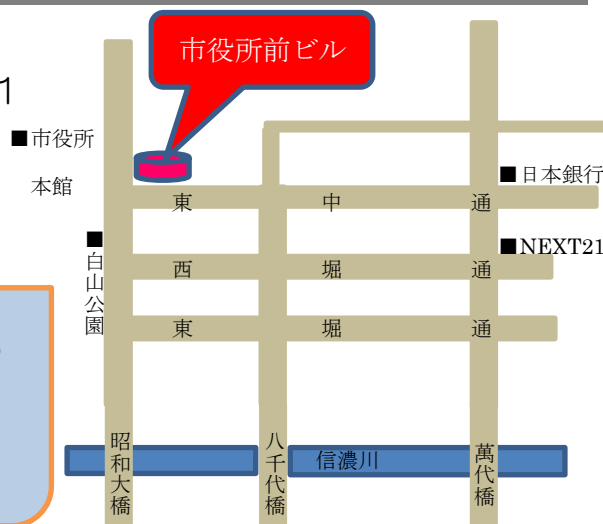 市役所前ビル
1
■市役所
本館
■日本銀行
東中通
■NEXT21
■白山公園
西堀通
東堀通
昭和大橋
八千代橋
信濃川
萬代橋